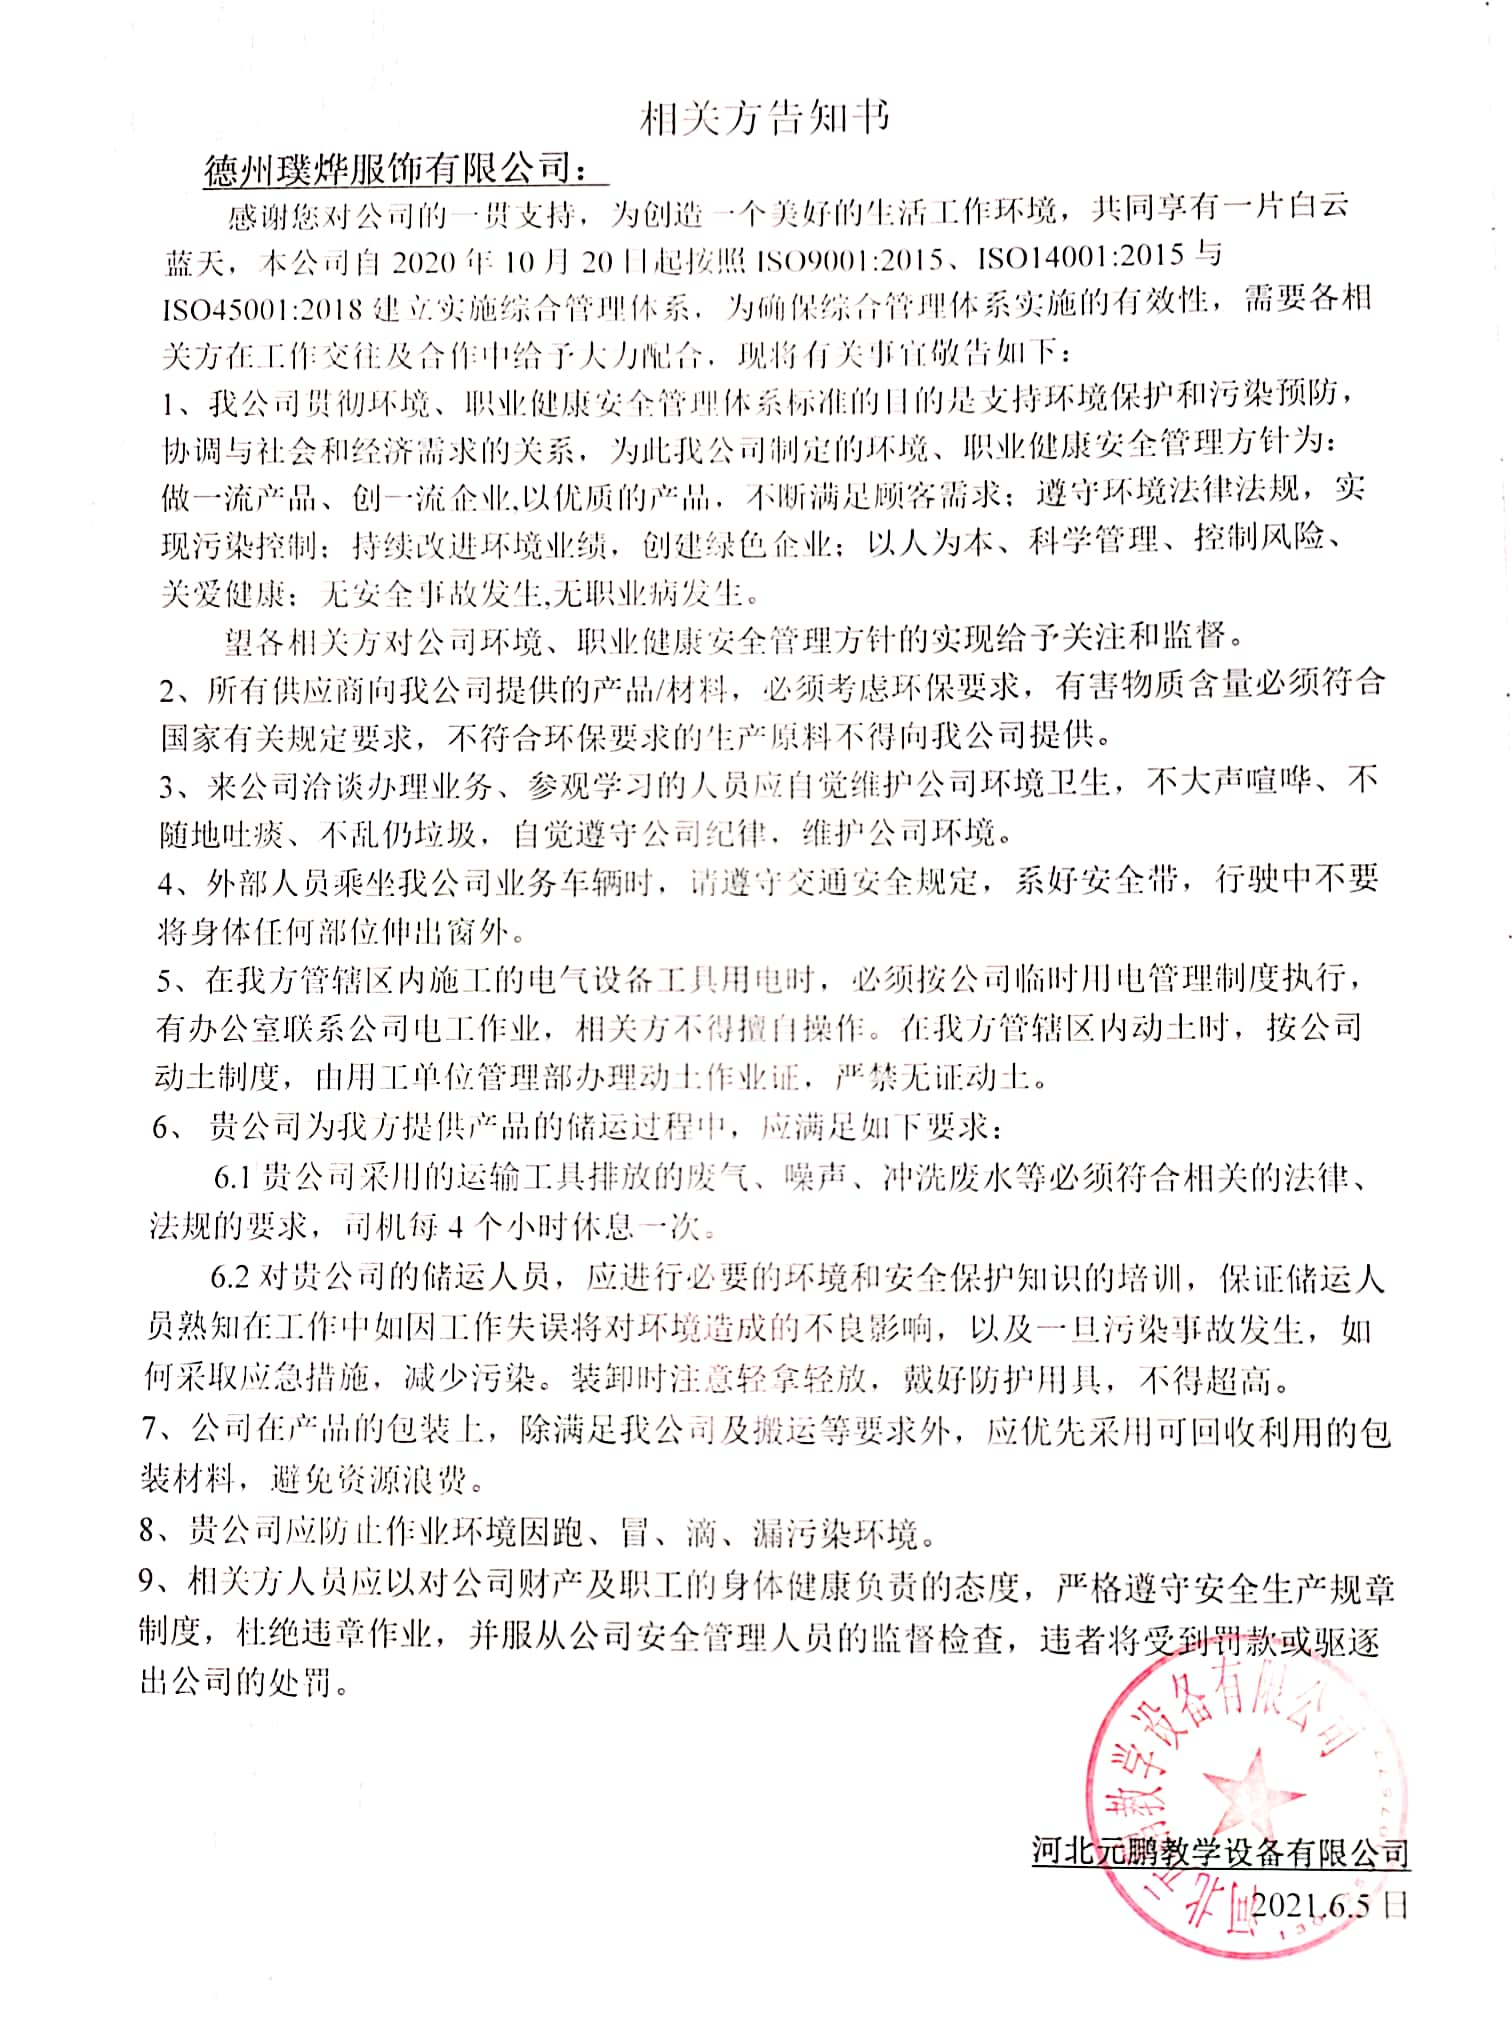 相关方告知书
德州璞烨服饰有限公司：
感谢您对公司的一贯支持，为创造一个美好的生活工作环境，共同享有一片白云
蓝天，本公司自 2020 年 10 月 20 日起按照 ISO9001:2015、ISO14001:2015 与
ISO45001:2018 建立实施综合管理体系，为确保综合管理体系实施的有效性，需要各相
关方在工作交往及合作中给予大力配合，现将有关事宜敬告如下：
1、我公司贯彻环境、职业健康安全管理体系标准的目的是支持环境保护和污染预防，
协调与社会和经济需求的关系，为此我公司制定的环境、职业健康安全管理方针为：
做一流产品、创一流企业,以优质的产品，不断满足顾客需求；遵守环境法律法规，实
现污染控制；持续改进环境业绩，创建绿色企业；以人为本、科学管理、控制风险、
关爱健康；无安全事故发生,无职业病发生。
望各相关方对公司环境、职业健康安全管理方针的实现给予关注和监督。
2、所有供应商向我公司提供的产品/材料，必须考虑环保要求，有害物质含量必须符合
国家有关规定要求，不符合环保要求的生产原料不得向我公司提供。
3、来公司洽谈办理业务、参观学习的人员应自觉维护公司环境卫生，不大声喧哗、不
随地吐痰、不乱仍垃圾，自觉遵守公司纪律，维护公司环境。
4、外部人员乘坐我公司业务车辆时，请遵守交通安全规定，系好安全带，行驶中不要
将身体任何部位伸出窗外。
5、在我方管辖区内施工的电气设备工具用电时，必须按公司临时用电管理制度执行，
有办公室联系公司电工作业，相关方不得擅自操作。在我方管辖区内动土时，按公司
动土制度，由用工单位管理部办理动土作业证，严禁无证动土。
6、 贵公司为我方提供产品的储运过程中，应满足如下要求：
6.1 贵公司采用的运输工具排放的废气、噪声、冲洗废水等必须符合相关的法律、
法规的要求，司机每 4 个小时休息一次。
6.2 对贵公司的储运人员，应进行必要的环境和安全保护知识的培训，保证储运人
员熟知在工作中如因工作失误将对环境造成的不良影响，以及一旦污染事故发生，如
何采取应急措施，减少污染。装卸时注意轻拿轻放，戴好防护用具，不得超高。
7、公司在产品的包装上，除满足我公司及搬运等要求外，应优先采用可回收利用的包
装材料，避免资源浪费。
8、贵公司应防止作业环境因跑、冒、滴、漏污染环境。
9、相关方人员应以对公司财产及职工的身体健康负责的态度，严格遵守安全生产规章
制度，杜绝违章作业，并服从公司安全管理人员的监督检查，违者将受到罚款或驱逐
出公司的处罚。
河北元鹏教学设备有限公司
河北元鹏教学设备有限公司
2021.6.5 日